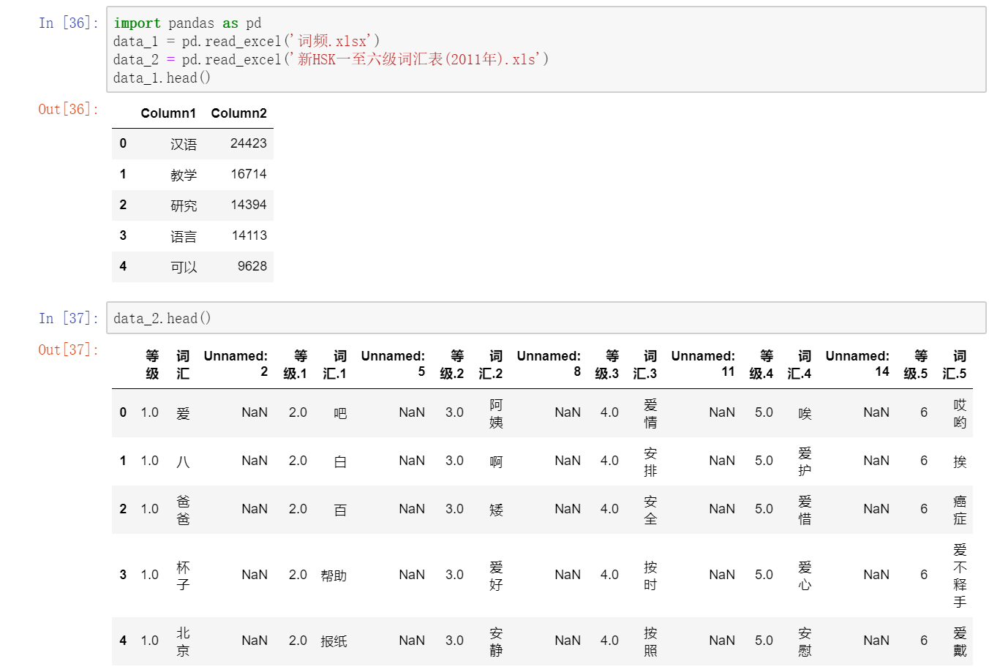 In [36]: import pandas as pd
data_1 = pd.read_excel('词频.xlsx')
data_2 = pd.read_excel('新HSK一至六级词汇表(2011年).xls')
data_1.head()
Out[36]:
Column1 Column2
0 汉语 24423
1 教学 16714
2 研究 14394
3 语言 14113
4 可以 9628
In [37]: data_2.head()
Out[37]:
等级 词汇 Unnamed: 2 等级.1 词汇.1 Unnamed: 5 等级.2 词汇.2 Unnamed: 8 等级.3 词汇.3 Unnamed: 11 等级.4 词汇.4 Unnamed: 14 等级.5 词汇.5
0 1.0 爱 NaN 2.0 吧 NaN 3.0 阿姨 NaN 4.0 爱情 NaN 5.0 唉 NaN 6 哎哟
1 1.0 八 NaN 2.0 白 NaN 3.0 啊 NaN 4.0 安排 NaN 5.0 爱护 NaN 6 挨
2 1.0 爸爸 NaN 2.0 百 NaN 3.0 矮 NaN 4.0 安全 NaN 5.0 爱惜 NaN 6 癌症
3 1.0 杯子 NaN 2.0 帮助 NaN 3.0 爱好 NaN 4.0 按时 NaN 5.0 爱心 NaN 6 爱不释手
4 1.0 北京 NaN 2.0 报纸 NaN 3.0 安静 NaN 4.0 按照 NaN 5.0 安慰 NaN 6 爱戴